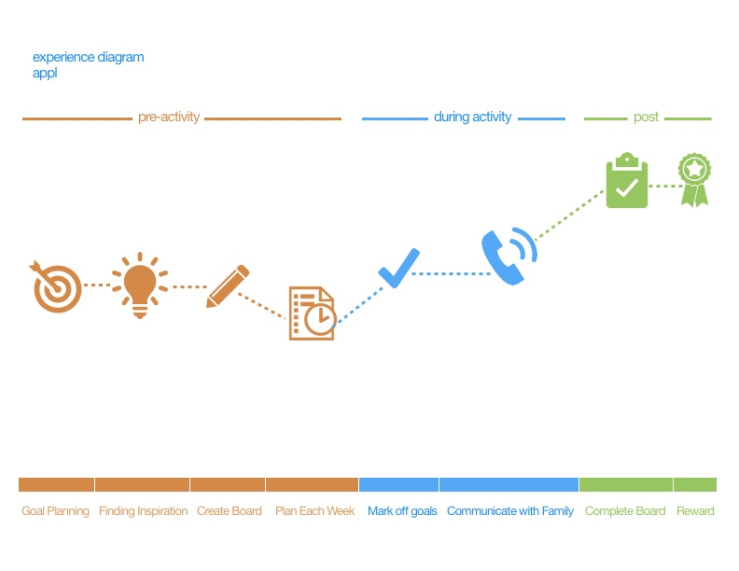 experience diagram
appl
pre-activity
during activity
post
Goal Planning
Finding Inspiration
Create Board
Plan Each Week
Mark off goals
Communicate with Family
Complete Board
Reward